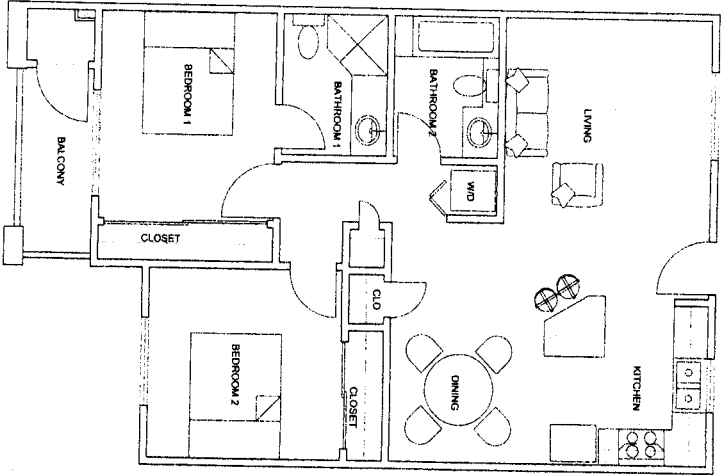 BEDROOM 1
BATHROOM 1
BATHROOM 2
LIVING
BALCONY
W/D
CLOSET
CLO
BEDROOM 2
CLOSET
DINING
KITCHEN